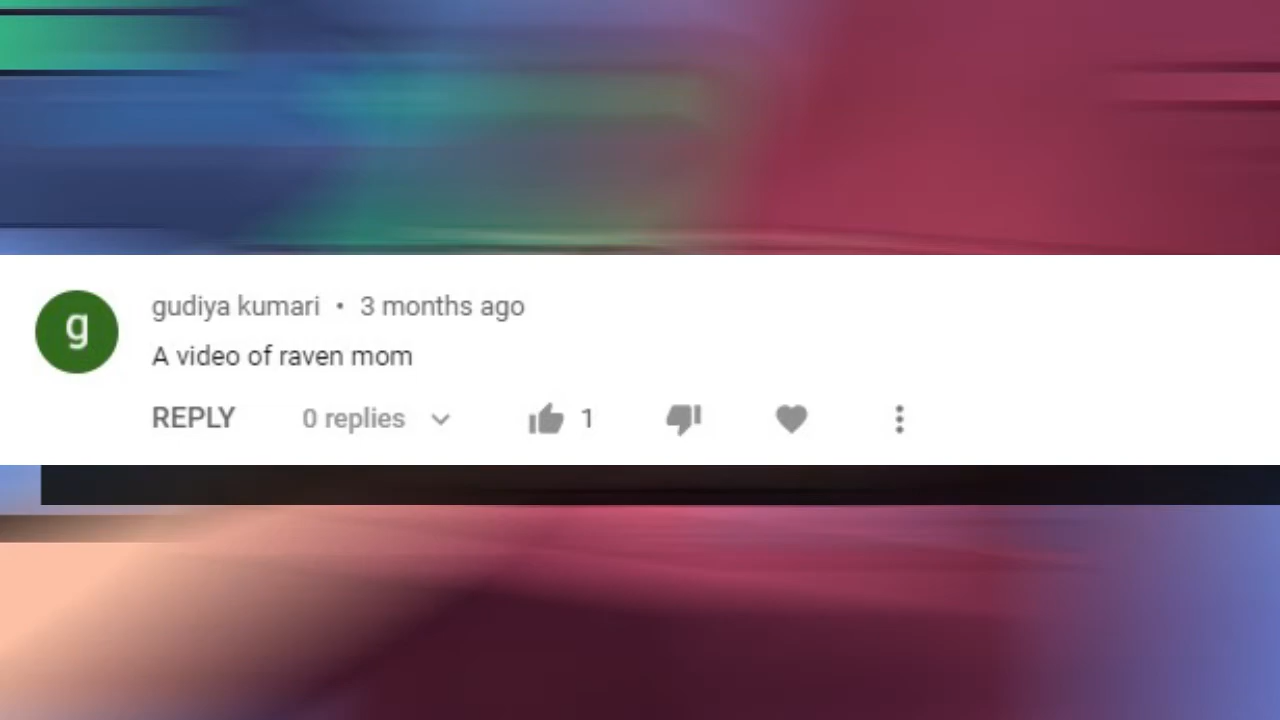 g
gudiya kumari • 3 months ago
A video of raven mom
REPLY 0 replies 1